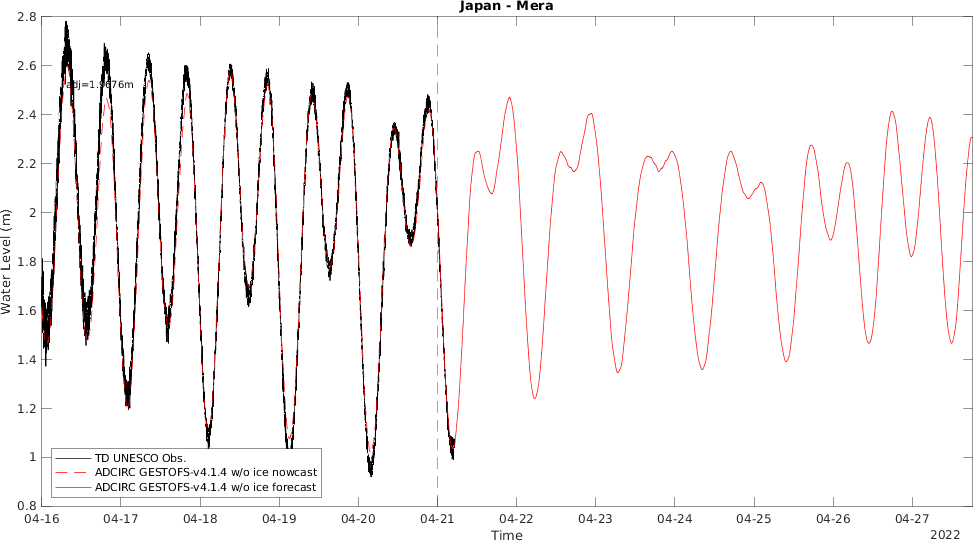 Japan - Mera
2.8
2.6
2.4
2.2
2
1.8
1.6
1.4
1.2
1
0.8
Water Level (m)
adj=1.9676m
TD UNESCO Obs.
ADCIRC GESTOFS-v4.1.4 w/o ice nowcast
ADCIRC GESTOFS-v4.1.4 w/o ice forecast
04-16 04-17 04-18 04-19 04-20 04-21 04-22 04-23 04-24 04-25 04-26 04-27
Time
2022